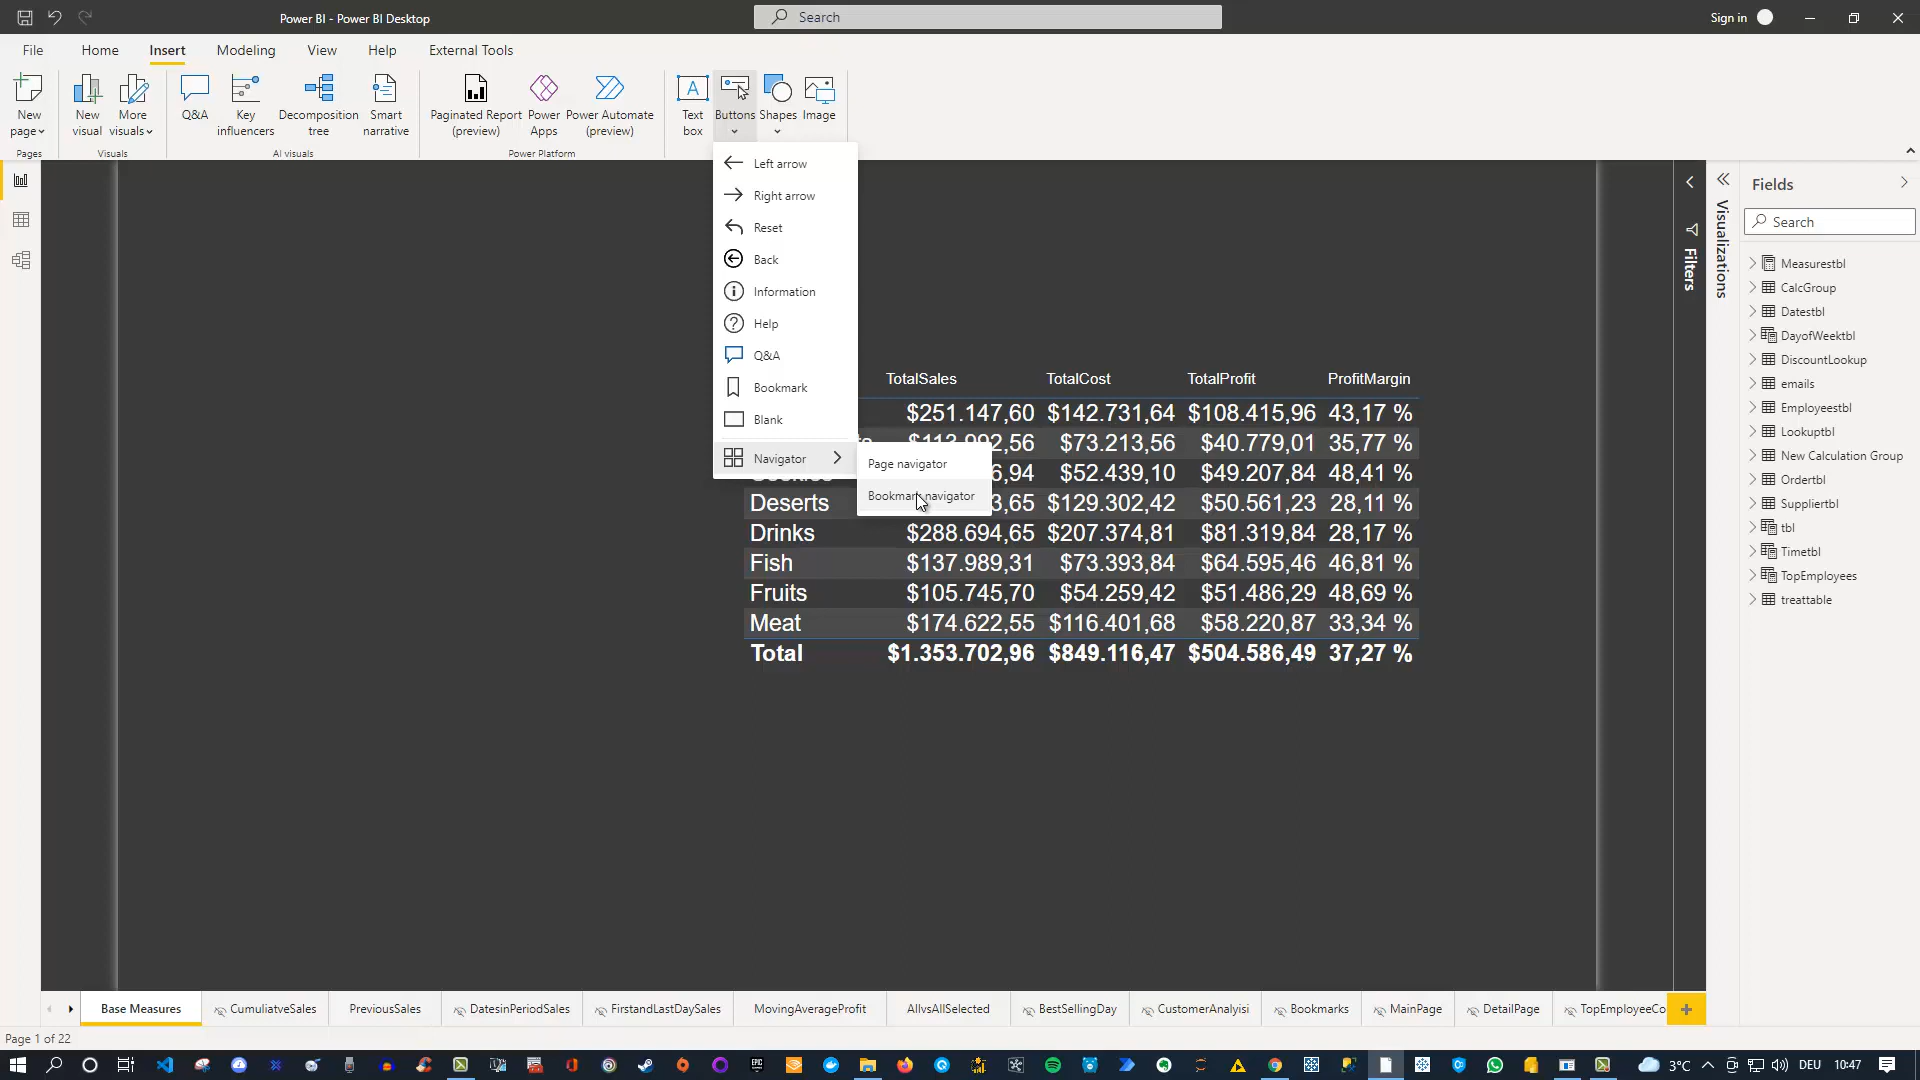 Power BI - Power BI Desktop
Search
Sign in
File Home Insert Modeling View Help External Tools
New page
New visual
More visuals
Q&A
Key influencers
Decomposition tree
Smart narrative
Paginated Report (preview)
Power Apps
Power Automate (preview)
Text box
Buttons
Shapes
Image
Pages
Visuals
AI visuals
Power Platform
Left arrow
Right arrow
Reset
Back
Information
Help
Q&A
Bookmark
Blank
Navigator
Page navigator
Bookmark navigator
TotalSales TotalCost TotalProfit ProfitMargin
$251.147,60 $142.731,64 $108.415,96 43,17 %
$113.992,56 $73.213,56 $40.779,01 35,77 %
6,94 $52.439,10 $49.207,84 48,41 %
Deserts 3,65 $129.302,42 $50.561,23 28,11 %
Drinks $288.694,65 $207.374,81 $81.319,84 28,17 %
Fish $137.989,31 $73.393,84 $64.595,46 46,81 %
Fruits $105.745,70 $54.259,42 $51.486,29 48,69 %
Meat $174.622,55 $116.401,68 $58.220,87 33,34 %
Total $1.353.702,96 $849.116,47 $504.586,49 37,27 %
Filters
Visualizations
Fields
Search
Measurestbl
CalcGroup
Datestbl
DayofWeektbl
DiscountLookup
emails
Employeestbl
Lookuptbl
New Calculation Group
Ordertbl
Suppliertbl
tbl
Timetbl
TopEmployees
treattable
Base Measures CumuliatveSales PreviousSales DatesinPeriodSales FirstandLastDaySales MovingAverageProfit AllvsAllSelected BestSellingDay CustomerAnalyisi Bookmarks MainPage DetailPage TopEmployeeCo
Page 1 of 22
3°C DEU 10:47